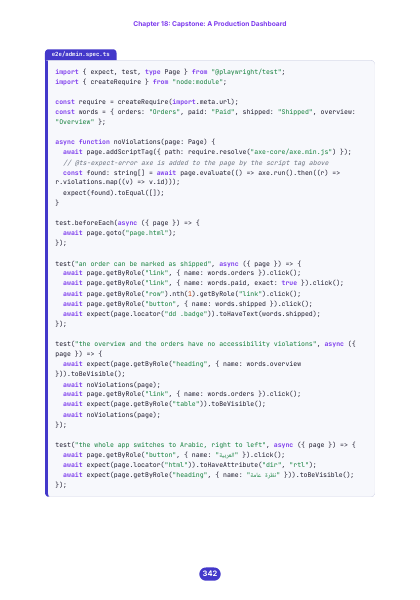 Chapter 18: Capstone: A Production Dashboard
e2e/admin.spec.ts
import { expect, test, type Page } from "@playwright/test";
import { createRequire } from "node:module";
const require = createRequire(import.meta.url);
const words = { orders: "Orders", paid: "Paid", shipped: "Shipped", overview:
"Overview" };
async function noViolations(page: Page) {
  await page.addScriptTag({ path: require.resolve("axe-core/axe.min.js") });
  // @ts-expect-error axe is added to the page by the script tag above
  const found: string[] = await page.evaluate(() => axe.run().then((r) =>
r.violations.map((v) => v.id)));
  expect(found).toEqual([]);
}
test.beforeEach(async ({ page }) => {
  await page.goto("page.html");
});
test("an order can be marked as shipped", async ({ page }) => {
  await page.getByRole("link", { name: words.orders }).click();
  await page.getByRole("link", { name: words.paid, exact: true }).click();
  await page.getByRole("row").nth(1).getByRole("link").click();
  await page.getByRole("button", { name: words.shipped }).click();
  await expect(page.locator("dd .badge")).toHaveText(words.shipped);
});
test("the overview and the orders have no accessibility violations", async ({
page }) => {
  await expect(page.getByRole("heading", { name: words.overview
})).toBeVisible();
  await noViolations(page);
  await page.getByRole("link", { name: words.orders }).click();
  await expect(page.getByRole("table")).toBeVisible();
  await noViolations(page);
});
test("the whole app switches to Arabic, right to left", async ({ page }) => {
  await page.getByRole("button", { name: "العربية" }).click();
  await expect(page.locator("html")).toHaveAttribute("dir", "rtl");
  await expect(page.getByRole("heading", { name: "نظرة عامة" })).toBeVisible();
});
342